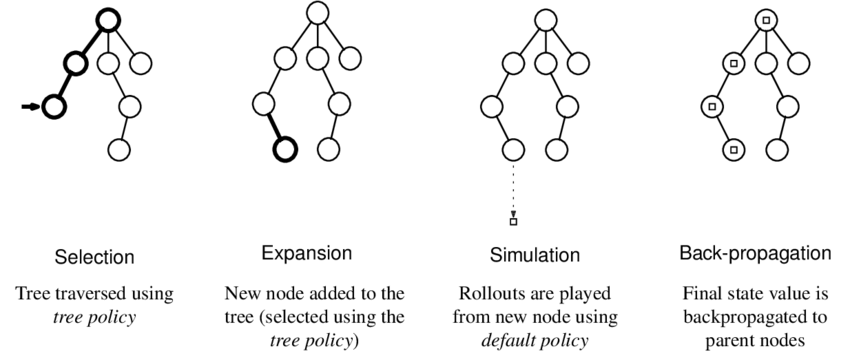 Selection
Tree traversed using
tree policy
Expansion
New node added to the
tree (selected using the
tree policy)
Simulation
Rollouts are played
from new node using
default policy
Back-propagation
Final state value is
backpropagated to
parent nodes